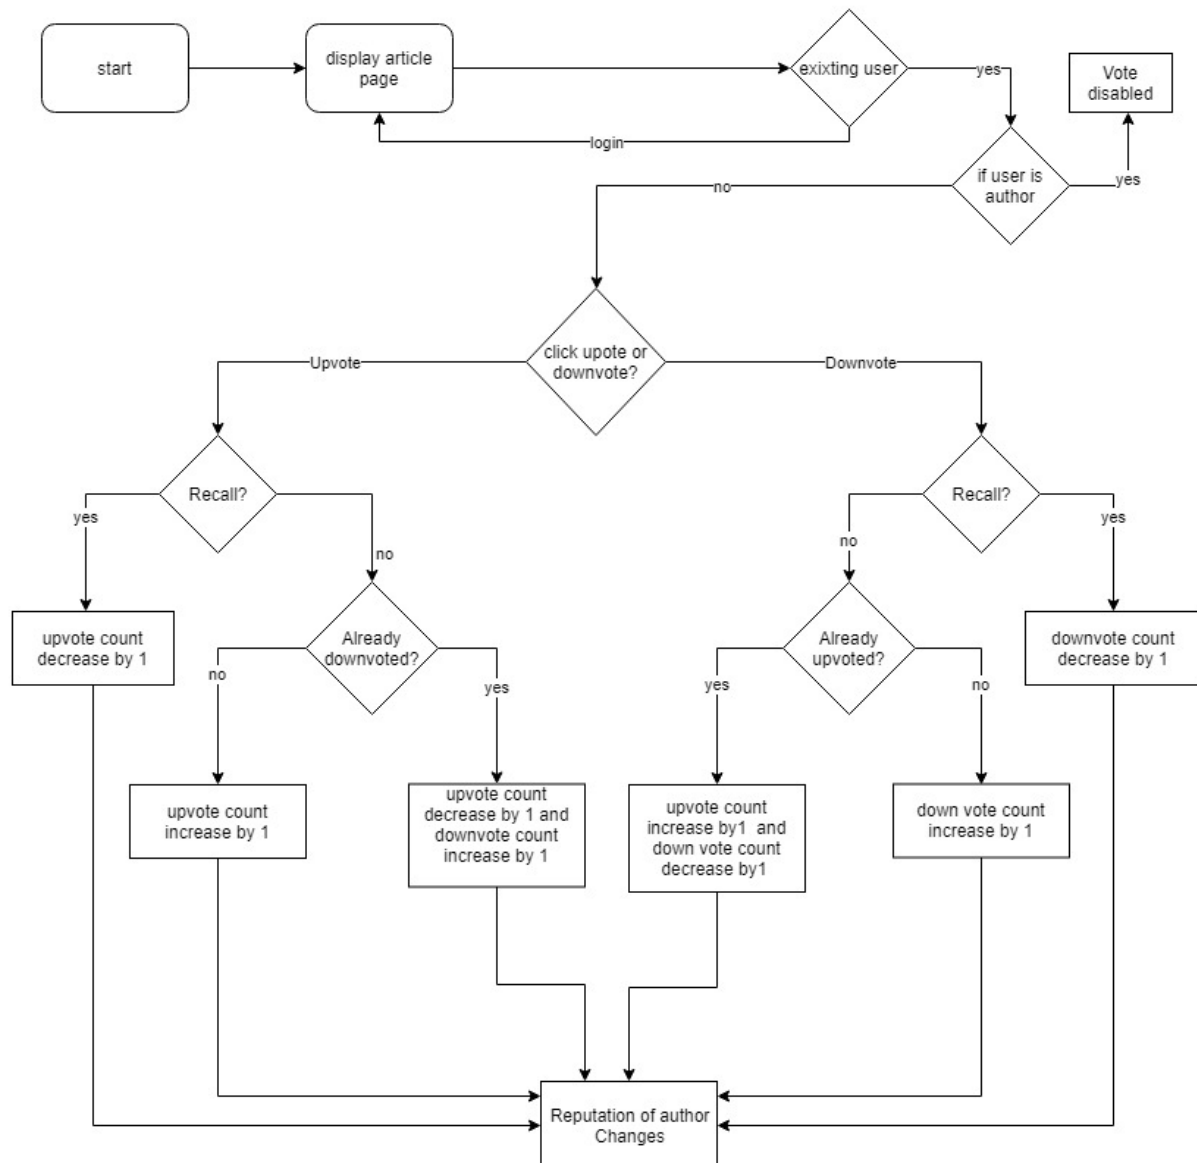 start
display article
page
exixting user
yes
Vote
disabled
login
if user is
author
no
yes
click upote or
downvote?
Upvote
Downvote
Recall?
Recall?
yes
no
no
yes
upvote count
decrease by 1
Already
downvoted?
Already
upvoted?
downvote count
decrease by 1
no
yes
yes
no
upvote count
increase by 1
upvote count
decrease by 1 and
downvote count
increase by 1
upvote count
increase by1 and
down vote count
decrease by1
down vote count
increase by 1
Reputation of author
Changes